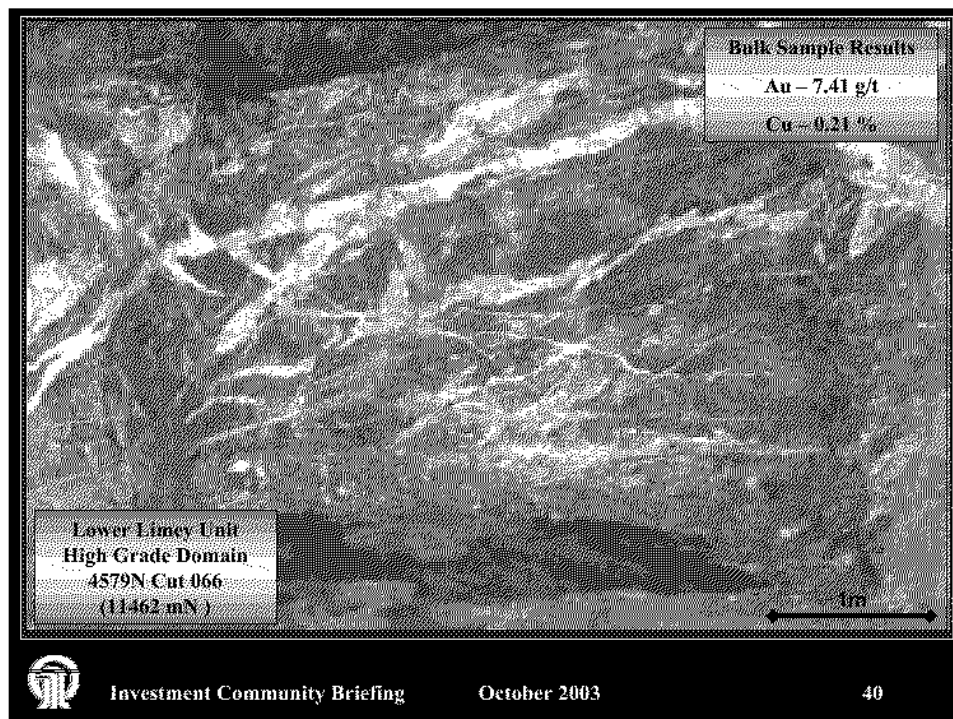 Bulk Sample Results
Au – 7.41 g/t
Cu – 0.21 %
Lower Limey Unit
High Grade Domain
4579N Cut 066
(11462 mN )
1m
Investment Community Briefing October 2003 40